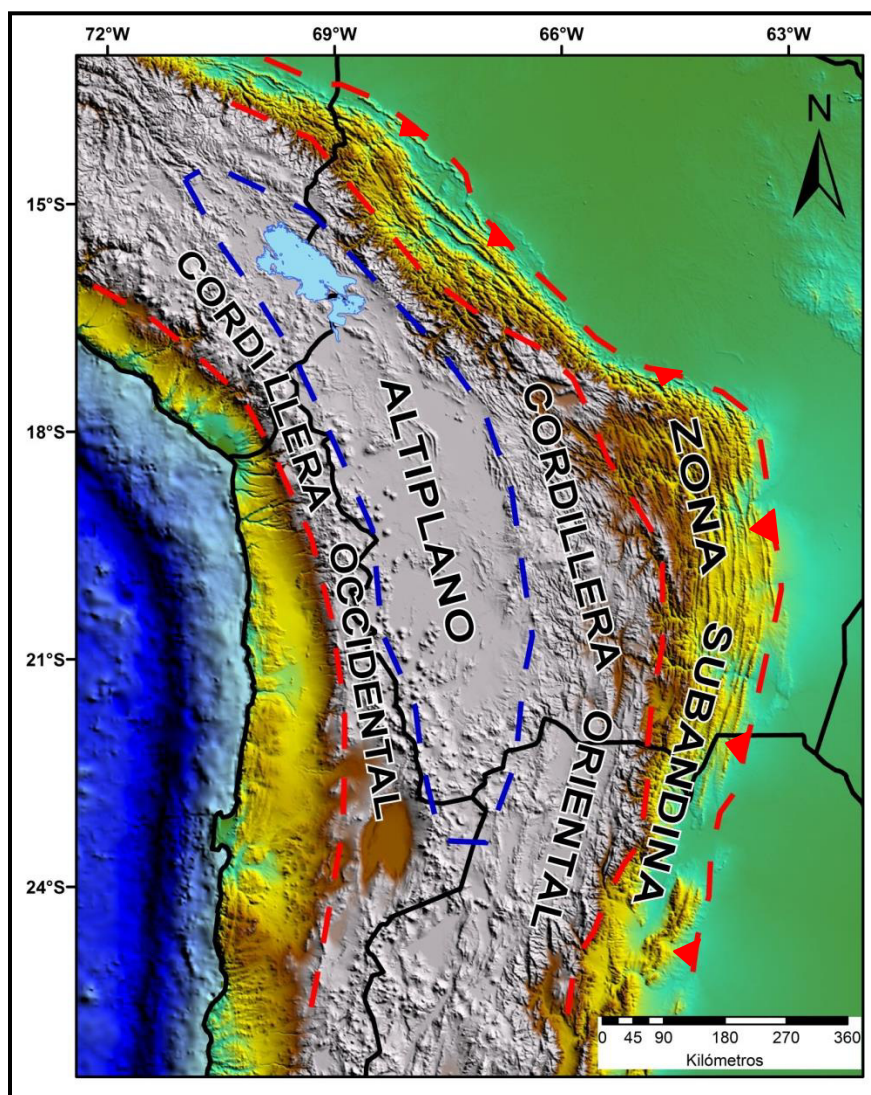 72°W 69°W 66°W 63°W
N
15°S
18°S
21°S
24°S
CORDILLERA OCCIDENTAL
ALTIPLANO
CORDILLERA ORIENTAL
ZONA SUBANDINA
0 45 90 180 270 360
Kilómetros